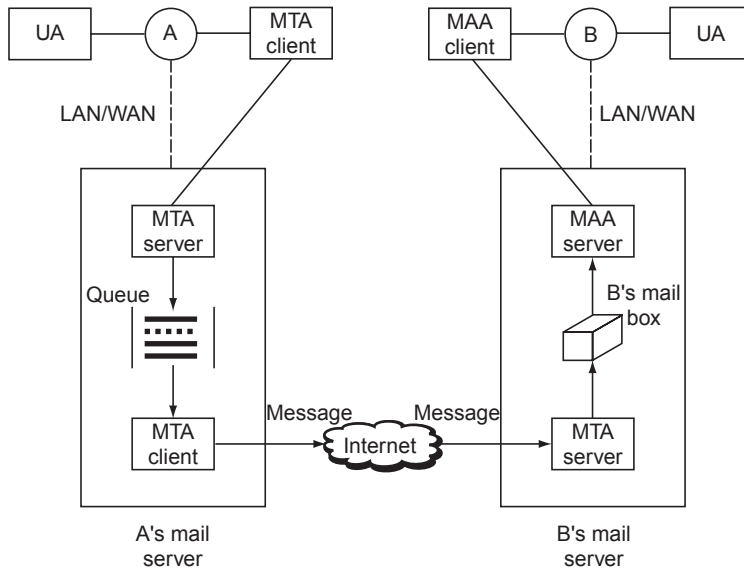 UA
A
MTA
client
MAA
client
B
UA
LAN/WAN
LAN/WAN
MTA
server
MAA
server
Queue
B's mail
box
Message
Message
MTA
client
Internet
MTA
server
A's mail
server
B's mail
server